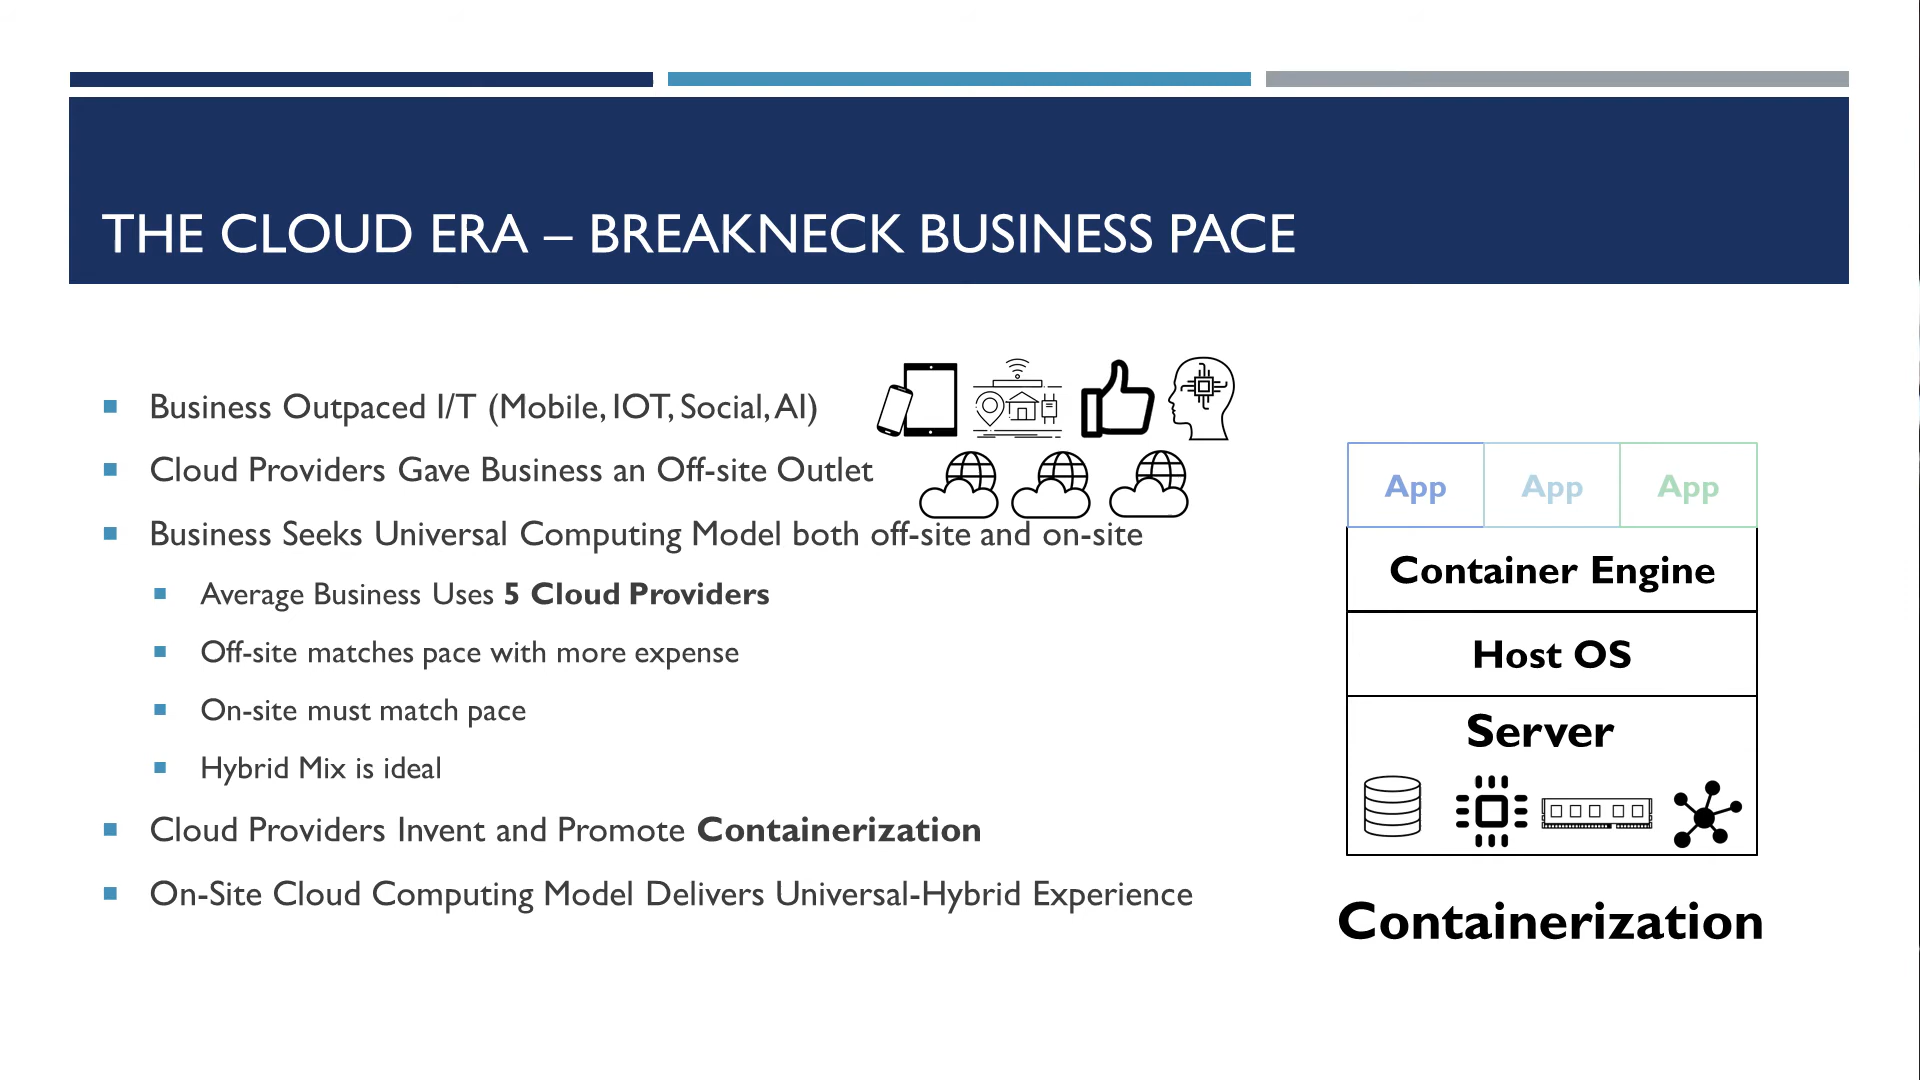 THE CLOUD ERA – BREAKNECK BUSINESS PACE
Business Outpaced I/T (Mobile, IOT, Social, AI)
Cloud Providers Gave Business an Off-site Outlet
Business Seeks Universal Computing Model both off-site and on-site
Average Business Uses 5 Cloud Providers
Off-site matches pace with more expense
On-site must match pace
Hybrid Mix is ideal
Cloud Providers Invent and Promote Containerization
On-Site Cloud Computing Model Delivers Universal-Hybrid Experience
App App App
Container Engine
Host OS
Server
Containerization